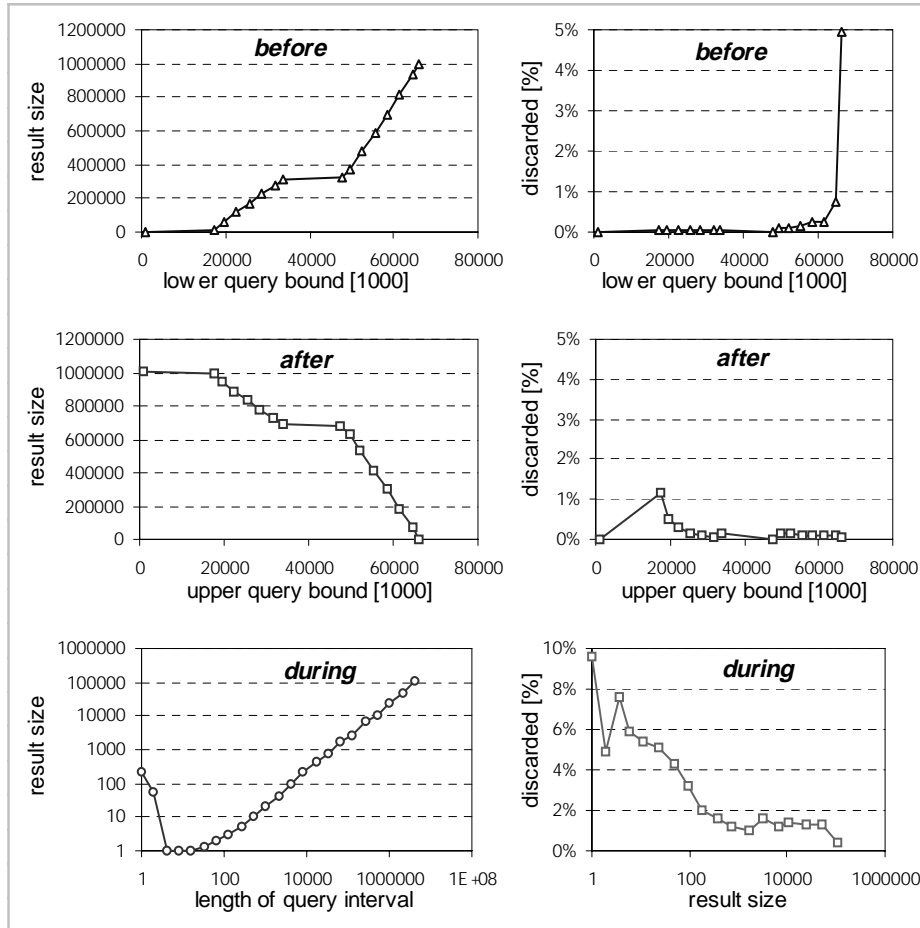 before
result size
1200000
1000000
800000
600000
400000
200000
0
0 20000 40000 60000 80000
lower query bound [1000]
before
discarded [%]
5%
4%
3%
2%
1%
0%
0 20000 40000 60000 80000
lower query bound [1000]
after
result size
1200000
1000000
800000
600000
400000
200000
0
0 20000 40000 60000 80000
upper query bound [1000]
after
discarded [%]
5%
4%
3%
2%
1%
0%
0 20000 40000 60000 80000
upper query bound [1000]
during
result size
1000000
100000
10000
1000
100
10
1
1 100 10000 1000000 1E+08
length of query interval
during
discarded [%]
10%
8%
6%
4%
2%
0%
1 100 10000 1000000
result size